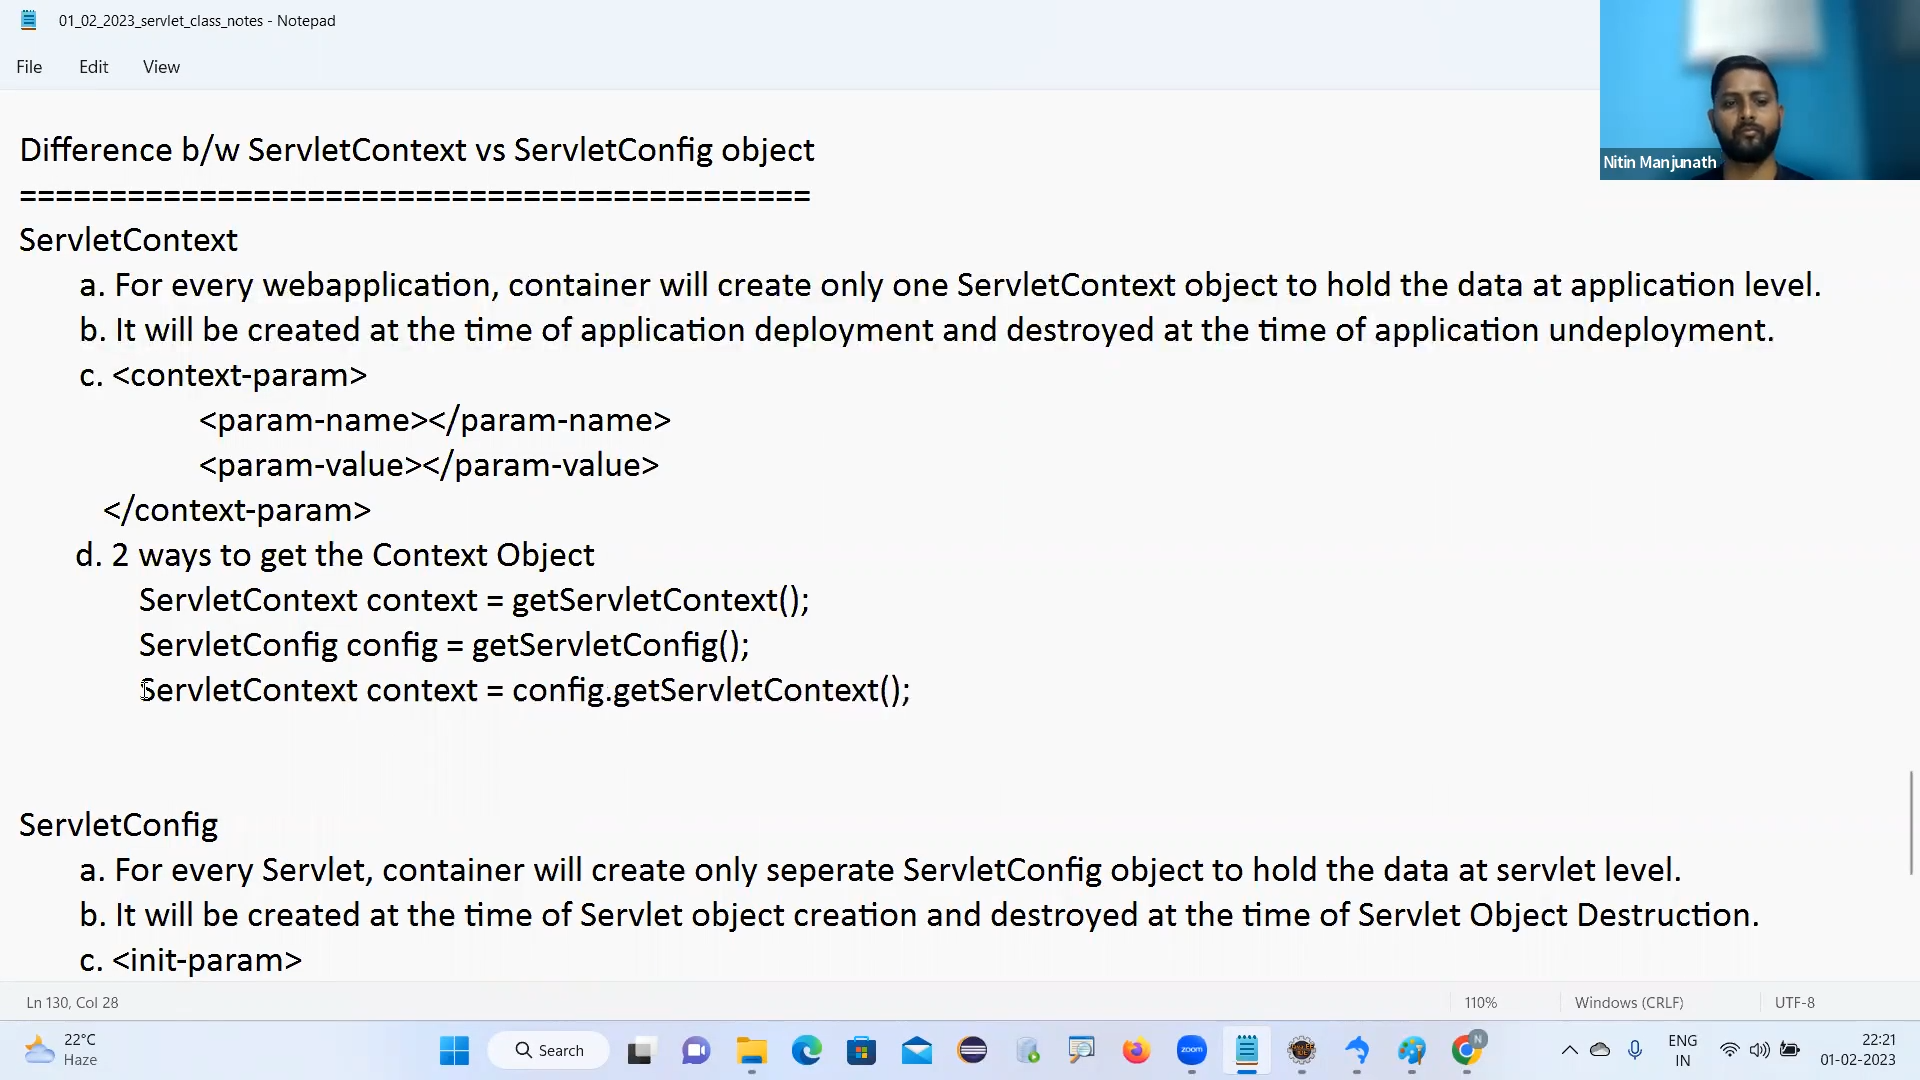 01_02_2023_servlet_class_notes - Notepad
File Edit View
Nitin Manjunath
Difference b/w ServletContext vs ServletConfig object
============================================
ServletContext
a. For every webapplication, container will create only one ServletContext object to hold the data at application level.
b. It will be created at the time of application deployment and destroyed at the time of application undeployment.
c. <context-param>
<param-name></param-name>
<param-value></param-value>
</context-param>
d. 2 ways to get the Context Object
ServletContext context = getServletContext();
ServletConfig config = getServletConfig();
ServletContext context = config.getServletContext();
ServletConfig
a. For every Servlet, container will create only seperate ServletConfig object to hold the data at servlet level.
b. It will be created at the time of Servlet object creation and destroyed at the time of Servlet Object Destruction.
c. <init-param>
Ln 130, Col 28 110% Windows (CRLF) UTF-8
22°C
Haze
Search
zoom
N
ENG
IN
22:21
01-02-2023